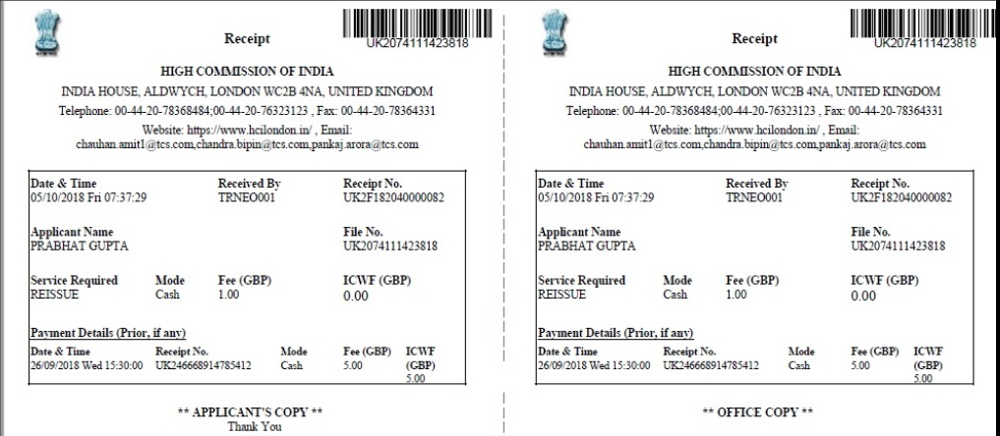 Receipt
UK2074111423818
HIGH COMMISSION OF INDIA
INDIA HOUSE, ALDWYCH, LONDON WC2B 4NA, UNITED KINGDOM
Telephone: 00-44-20-78368484;00-44-20-76323123 , Fax: 00-44-20-78364331
Website: https://www.hcilondon.in/ , Email:
chauhan.amit1@tcs.com,chandra.bipin@tcs.com,pankaj.arora@tcs.com
Date & Time Received By Receipt No.
05/10/2018 Fri 07:37:29 TRNEO001 UK2F182040000082
Applicant Name File No.
PRABHAT GUPTA UK2074111423818
Service Required Mode Fee (GBP) ICWF (GBP)
REISSUE Cash 1.00 0.00
Payment Details (Prior, if any)
Date & Time Receipt No. Mode Fee (GBP) ICWF
(GBP)
26/09/2018 Wed 15:30:00 UK246668914785412 Cash 5.00
5.00
** APPLICANT'S COPY **
Thank You
Receipt
UK2074111423818
HIGH COMMISSION OF INDIA
INDIA HOUSE, ALDWYCH, LONDON WC2B 4NA, UNITED KINGDOM
Telephone: 00-44-20-78368484;00-44-20-76323123 , Fax: 00-44-20-78364331
Website: https://www.hcilondon.in/ , Email:
chauhan.amit1@tcs.com,chandra.bipin@tcs.com,pankaj.arora@tcs.com
Date & Time Received By Receipt No.
05/10/2018 Fri 07:37:29 TRNEO001 UK2F182040000082
Applicant Name File No.
PRABHAT GUPTA UK2074111423818
Service Required Mode Fee (GBP) ICWF (GBP)
REISSUE Cash 1.00 0.00
Payment Details (Prior, if any)
Date & Time Receipt No. Mode Fee (GBP) ICWF
(GBP)
26/09/2018 Wed 15:30:00 UK246668914785412 Cash 5.00
5.00
** OFFICE COPY **